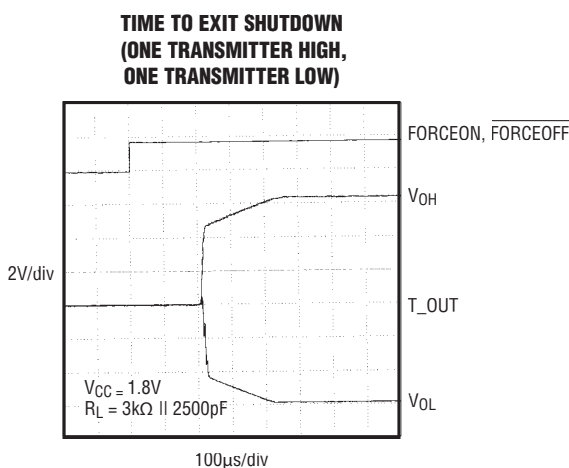 TIME TO EXIT SHUTDOWN
(ONE TRANSMITTER HIGH,
ONE TRANSMITTER LOW)
FORCEON, FORCEOFF
VOH
2V/div
T_OUT
VCC = 1.8V
RL = 3kΩ || 2500pF
VOL
100µs/div